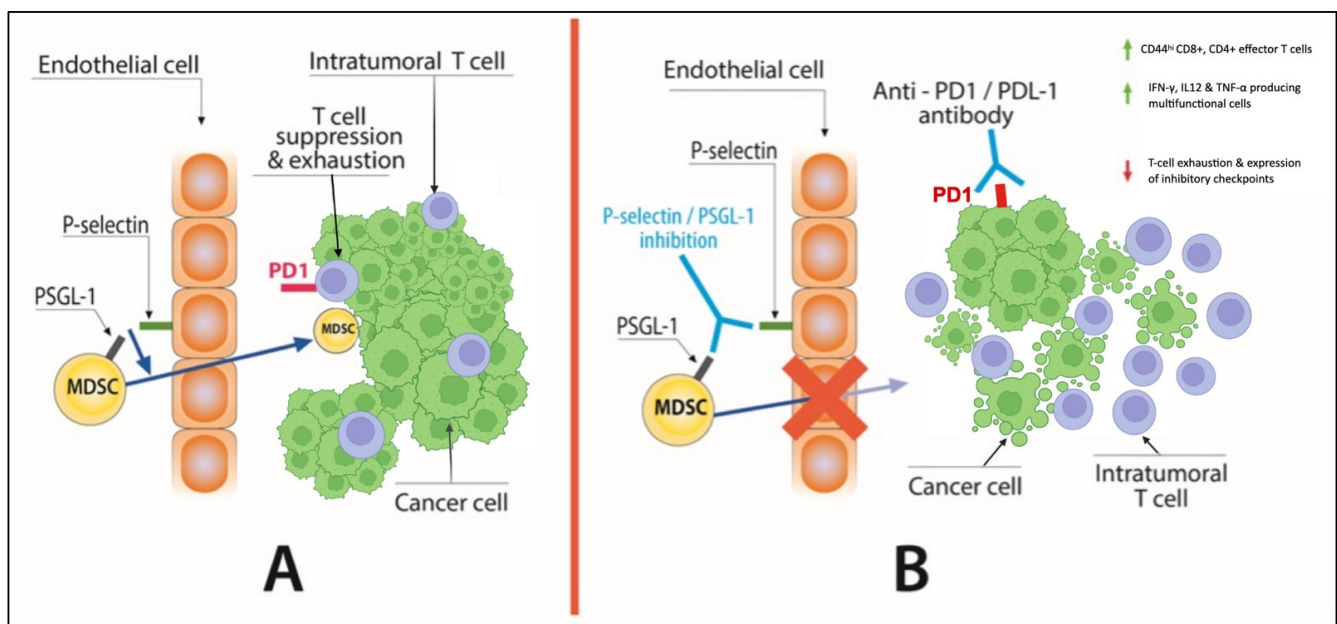 Endothelial cell
Intratumoral T cell
T cell
suppression
& exhaustion
P-selectin
PD1
PSGL-1
MDSC
MDSC
Cancer cell
A
Endothelial cell
Anti - PD1 / PDL-1
antibody
P-selectin
PD1
P-selectin / PSGL-1
inhibition
PSGL-1
MDSC
Cancer cell
Intratumoral
T cell
B
CD44hi CD8+, CD4+ effector T cells
IFN-γ, IL12 & TNF-α producing
multifunctional cells
T-cell exhaustion & expression
of inhibitory checkpoints